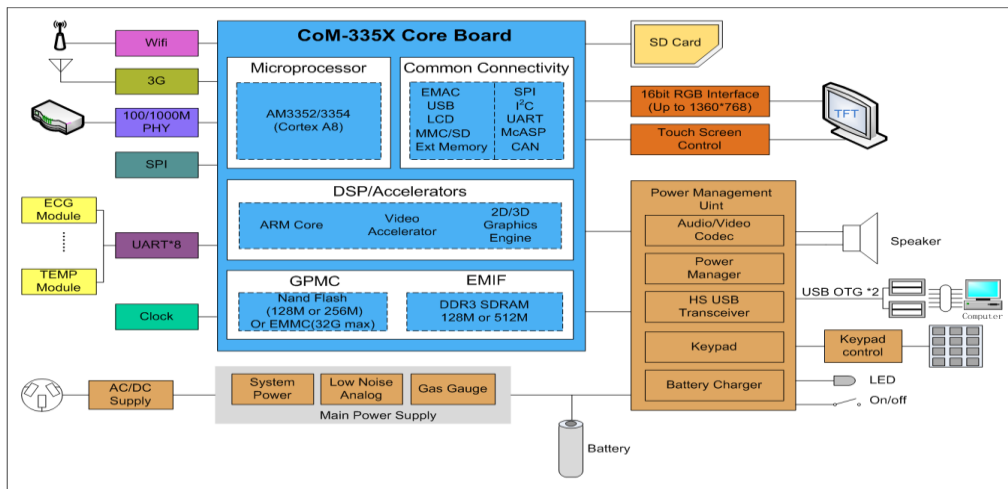 CoM-335X Core Board
Wifi
3G
100/1000M
PHY
SPI
ECG
Module
TEMP
Module
UART*8
Clock
Microprocessor
AM3352/3354
(Cortex A8)
Common Connectivity
EMAC
USB
LCD
MMC/SD
Ext Memory
SPI
I²C
UART
McASP
CAN
DSP/Accelerators
ARM Core
Video
Accelerator
2D/3D
Graphics
Engine
GPMC
Nand Flash
(128M or 256M)
Or EMMC(32G max)
EMIF
DDR3 SDRAM
128M or 512M
SD Card
16bit RGB Interface
(Up to 1360*768)
Touch Screen
Control
TFT
Power Management
Uint
Audio/Video
Codec
Power
Manager
HS USB
Transceiver
Keypad
Battery Charger
Speaker
USB OTG *2
Computer
Keypad
control
LED
On/off
AC/DC
Supply
System
Power
Low Noise
Analog
Gas Gauge
Main Power Supply
Battery